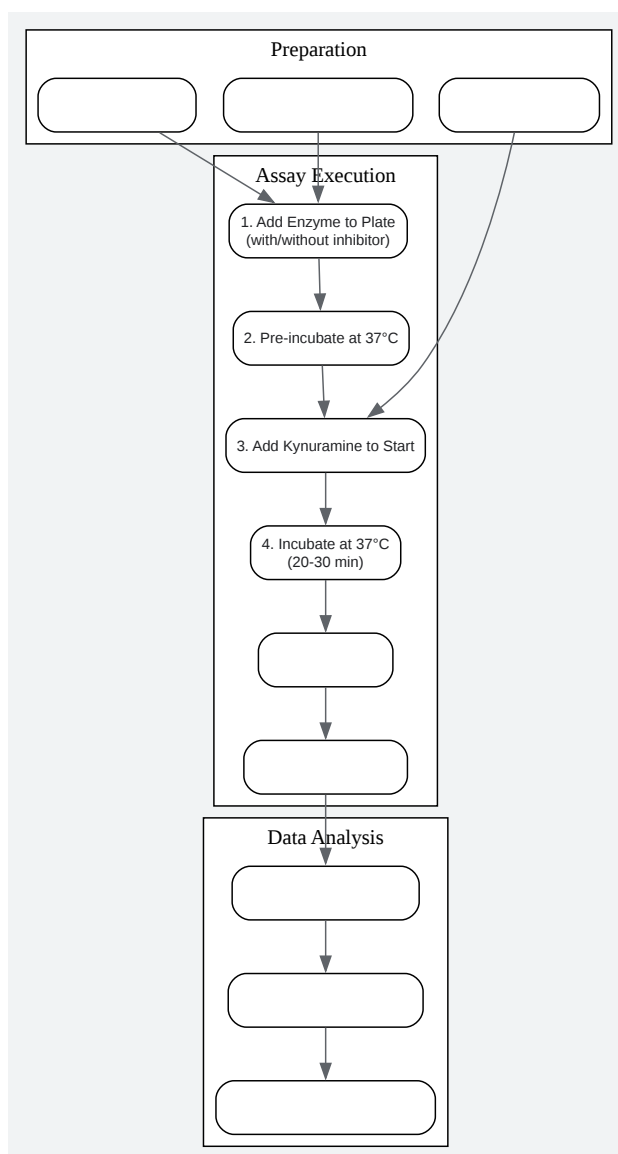 Preparation
Assay Execution
1. Add Enzyme to Plate
(with/without inhibitor)
2. Pre-incubate at 37°C
3. Add Kynuramine to Start
4. Incubate at 37°C
(20-30 min)
Data Analysis